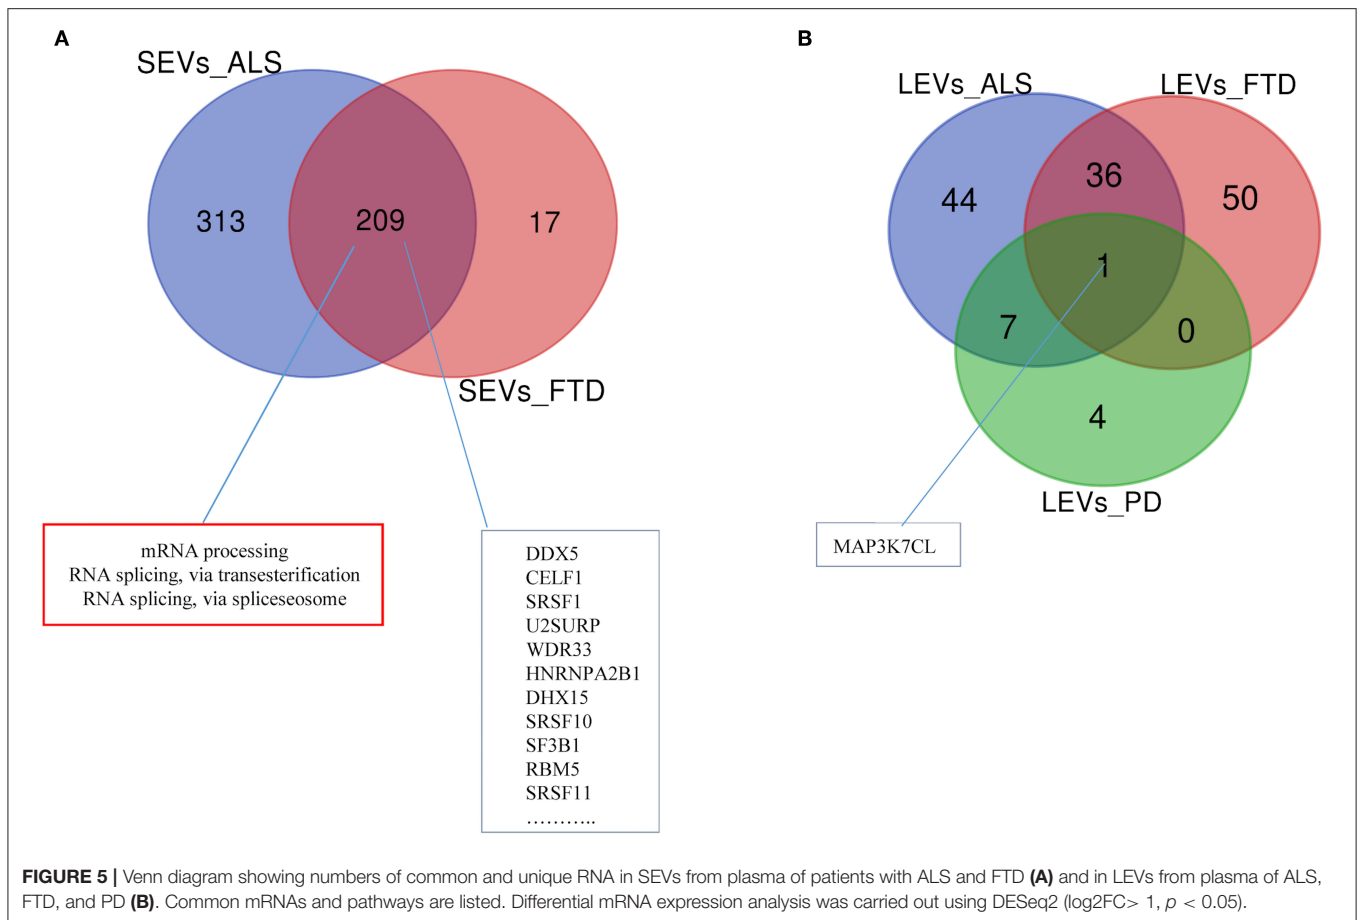 A
SEVs_ALS
313
209
17
SEVs_FTD
mRNA processing
RNA splicing, via transesterification
RNA splicing, via spliceseosome
DDX5
CELF1
SRSF1
U2SURP
WDR33
HNRNPA2B1
DHX15
SRSF10
SF3B1
RBM5
SRSF11
………..
B
LEVs_ALS
LEVs_FTD
44
36
50
1
7
0
4
LEVs_PD
MAP3K7CL
FIGURE 5 | Venn diagram showing numbers of common and unique RNA in SEVs from plasma of patients with ALS and FTD (A) and in LEVs from plasma of ALS,
FTD, and PD (B). Common mRNAs and pathways are listed. Differential mRNA expression analysis was carried out using DESeq2 (log2FC> 1, p < 0.05).